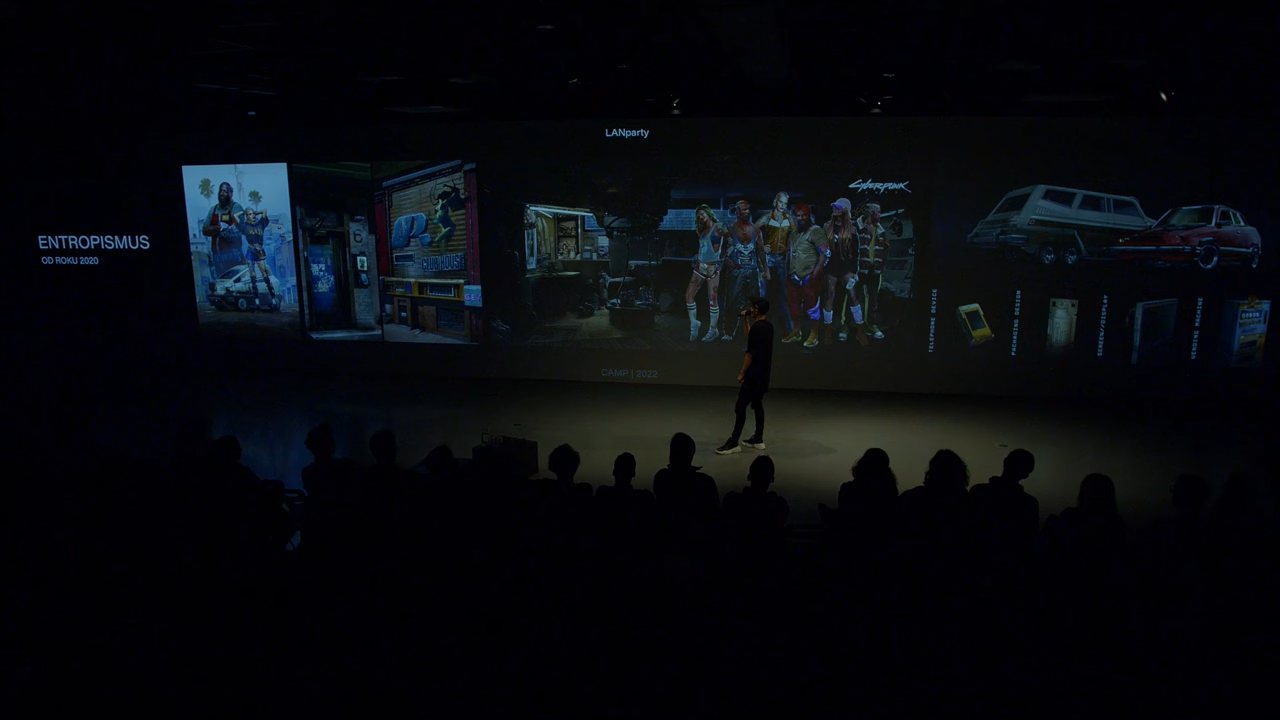 LANparty
CYBERPUNK
ENTROPISMUS
OD ROKU 2020
TELEPHONE DEVICE
PACKAGING DESIGN
SCREEN/DISPLAY
VENDING MACHINE
CAMP | 2022